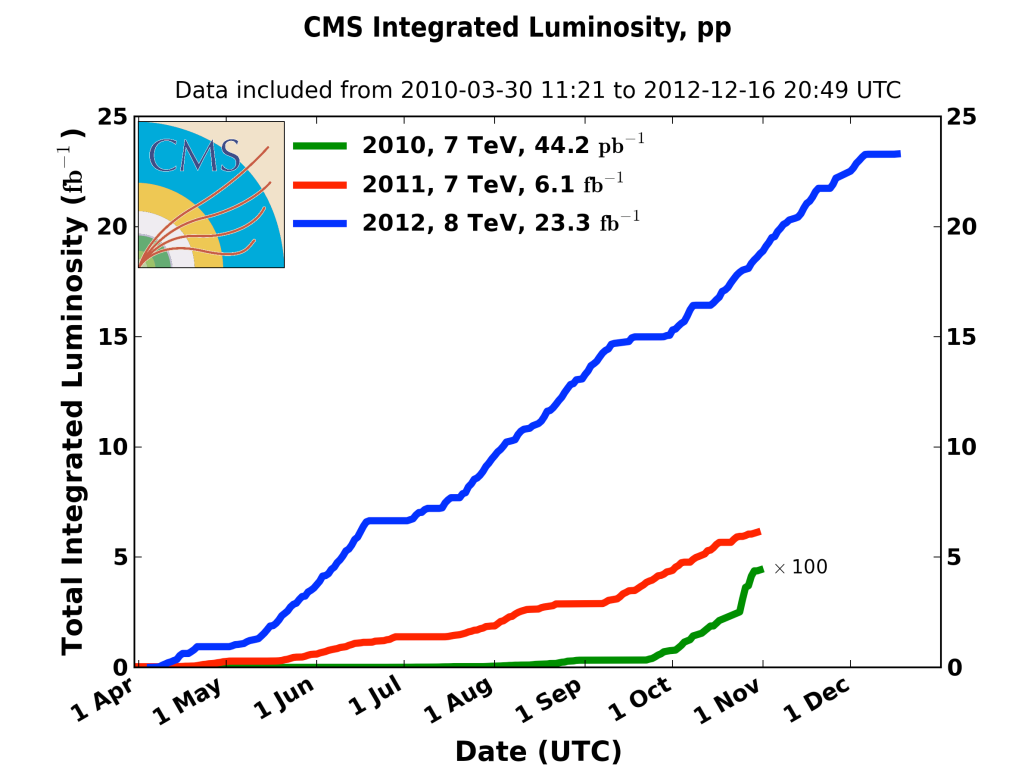 CMS Integrated Luminosity, pp
Data included from 2010-03-30 11:21 to 2012-12-16 20:49 UTC
CMS
2010, 7 TeV, 44.2 pb⁻¹
2011, 7 TeV, 6.1 fb⁻¹
2012, 8 TeV, 23.3 fb⁻¹
Total Integrated Luminosity (fb⁻¹)
25
20
15
10
5
0
25
20
15
10
5
0
× 100
1 Apr
1 May
1 Jun
1 Jul
1 Aug
1 Sep
1 Oct
1 Nov
1 Dec
Date (UTC)